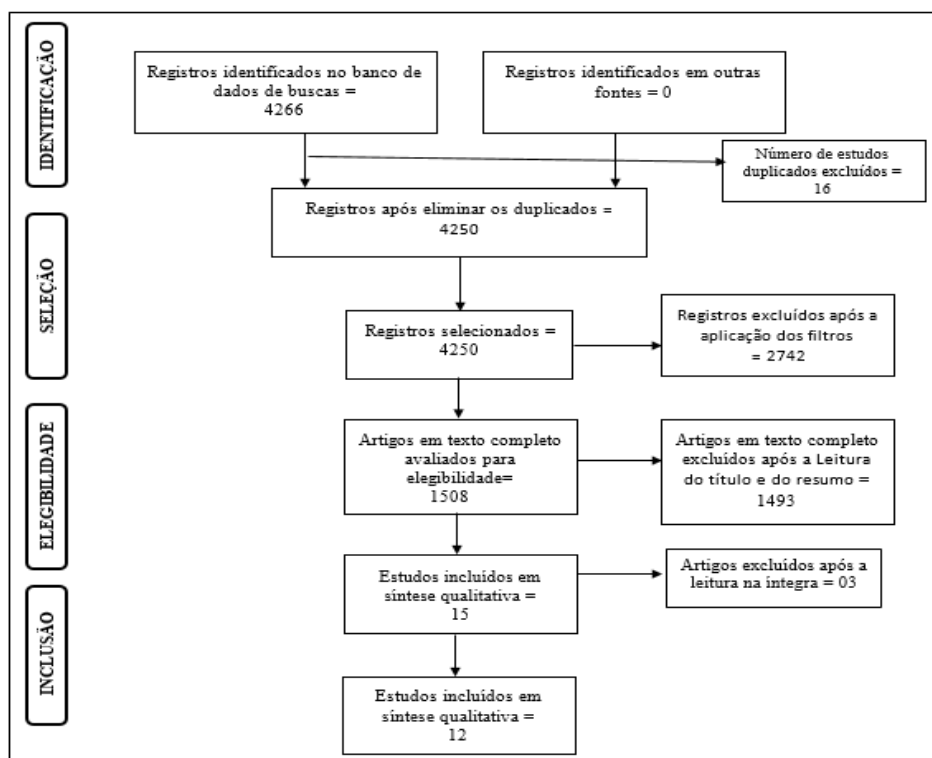 IDENTIFICAÇÃO
Registros identificados no banco de
dados de buscas =
4266
Registros identificados em outras
fontes = 0
Número de estudos
duplicados excluídos =
16
Registros após eliminar os duplicados =
4250
SELEÇÃO
Registros selecionados =
4250
Registros excluídos após a
aplicação dos filtros
= 2742
ELEGIBILIDADE
Artigos em texto completo
avaliados para
elegibilidade=
1508
Artigos em texto completo
excluídos após a Leitura
do título e do resumo =
1493
Estudos incluídos em
síntese qualitativa =
15
Artigos excluídos após a
leitura na íntegra = 03
INCLUSÃO
Estudos incluídos em
síntese qualitativa =
12